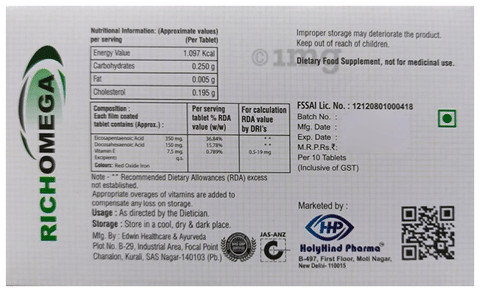 RICHOMEGA
Nutritional Information: (Approximate values)
per serving (Per Tablet)
Energy Value 1.097 Kcal
Carbohydrates 0.250 g
Fat 0.005 g
Cholesterol 0.195 g
Composition : Each film coated tablet contains (Approx.) : Per serving tablet % RDA value (w/w) For calculation RDA value by DRI's
Eicosapentaenoic Acid 350 mg. 36.84% **
Docosahexaenoic Acid 150 mg. 15.78% **
Vitamin E 7.5 mg. 0.789% 0.5-19 mg
Excipients q.s.
Colours: Red Oxide Iron
Note - ** Recommended Dietary Allowances (RDA) excess
not established.
Appropriate overages of vitamins are added to
compensate any loss on storage.
Usage : As directed by the Dietician.
Storage : Store in a cool, dry & dark place.
Mfg. By : Edwin Healthcare & Ayurveda
Plot No. B-29, Industrial Area, Focal Point
Chanalon, Kurali, SAS Nagar-140103 (Pb.)
JAS-ANZ
Improper storage may deteriorate the product.
Keep out of reach of children.
Dietary Food Supplement, not for medicinal use.
©1mg
FSSAI Lic. No. : 12120801000418
Batch No. :
Mfg. Date :
Exp. Date :
M.R.P.Rs.₹ :
Per 10 Tablets
(Inclusive of GST)
Marketed by :
HP
HolyHind Pharma
B-497, First Floor, Moti Nagar,
New Delhi- 110015